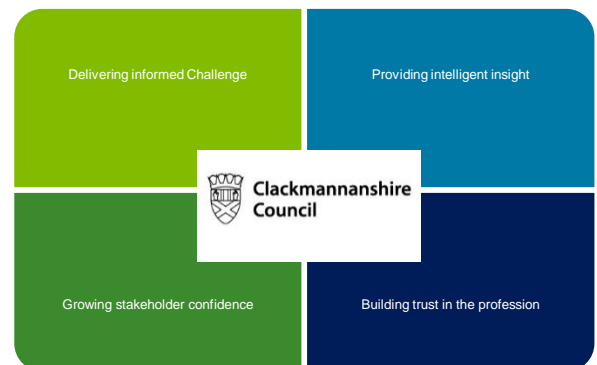 Delivering informed Challenge
Providing intelligent insight
Clackmannanshire
Council
Growing stakeholder confidence
Building trust in the profession